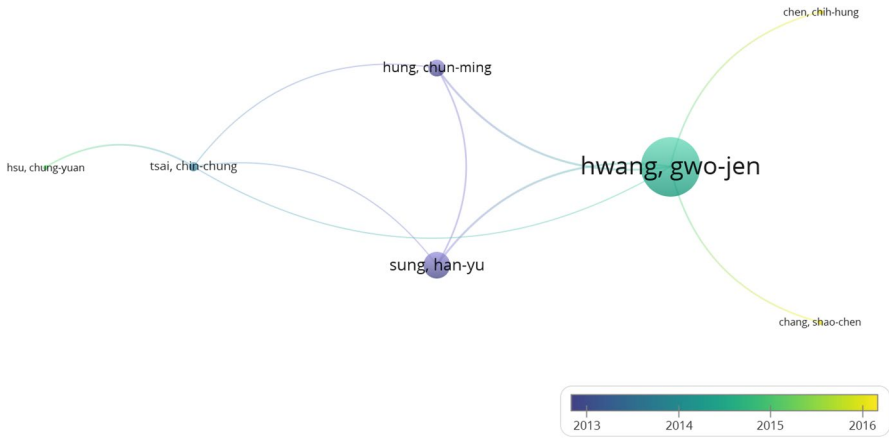 chen, chih-hung
hung, chun-ming
hsu, chung-yuan
tsai, chin-chung
hwang, gwo-jen
sung, han-yu
chang, shao-chen
2013
2014
2015
2016